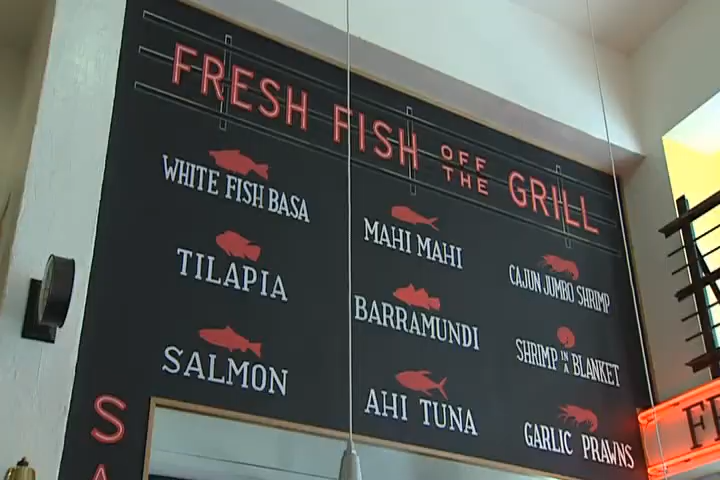 FRESH FISH OFF THE GRILL
WHITE FISH BASA
MAHI MAHI
CAJUN JUMBO SHRIMP
TILAPIA
BARRAMUNDI
SHRIMP IN A BLANKET
SALMON
AHI TUNA
GARLIC PRAWNS